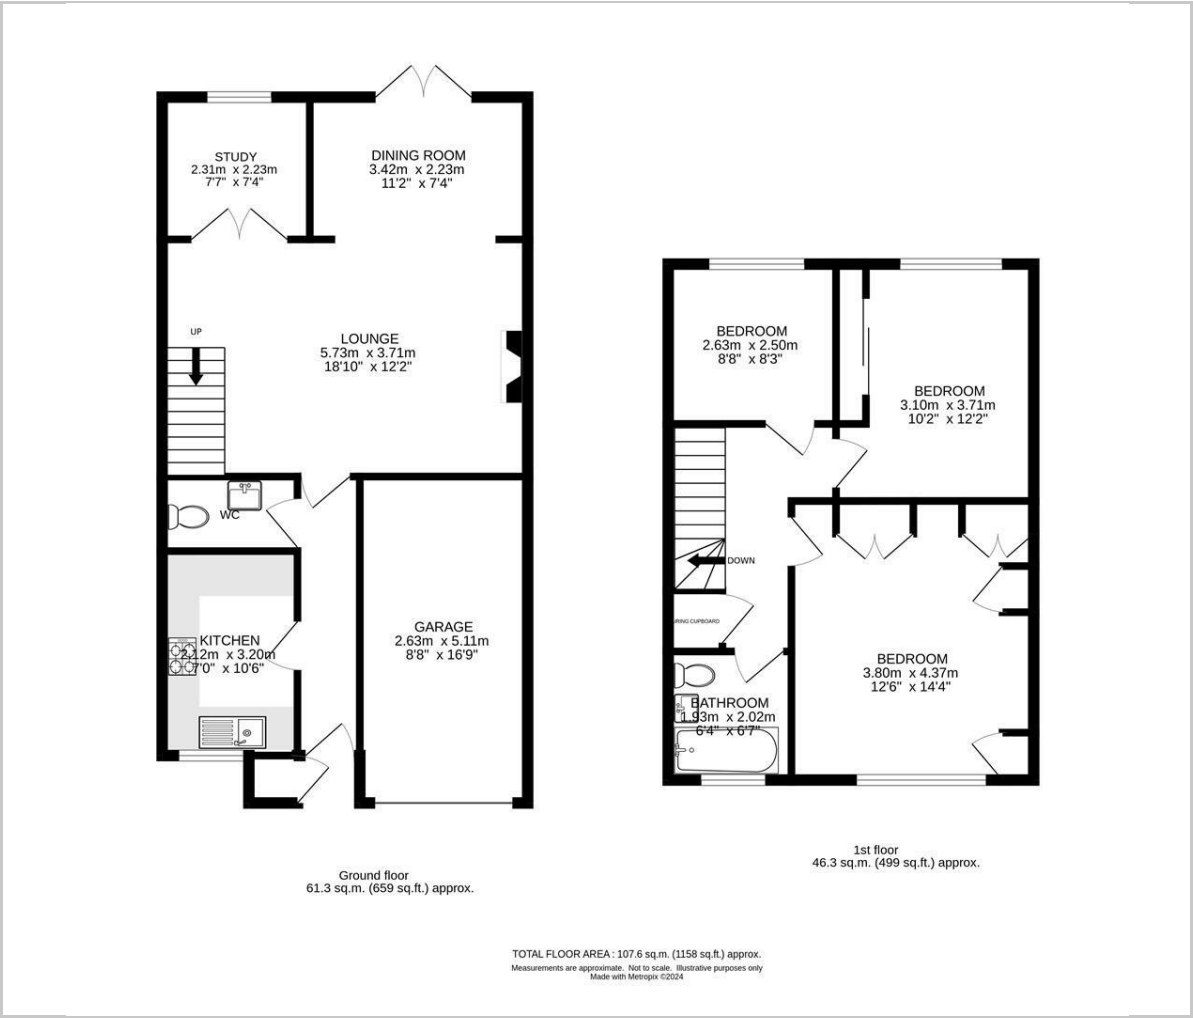 STUDY
2.31m x 2.23m
7'7" x 7'4"
DINING ROOM
3.42m x 2.23m
11'2" x 7'4"
UP
LOUNGE
5.73m x 3.71m
18'10" x 12'2"
WC
KITCHEN
2.12m x 3.20m
7'0" x 10'6"
GARAGE
2.63m x 5.11m
8'8" x 16'9"
Ground floor
61.3 sq.m. (659 sq.ft.) approx.
BEDROOM
2.63m x 2.50m
8'8" x 8'3"
BEDROOM
3.10m x 3.71m
10'2" x 12'2"
DOWN
RING CUPBOARD
BEDROOM
3.80m x 4.37m
12'6" x 14'4"
BATHROOM
1.93m x 2.02m
6'4" x 6'7"
1st floor
46.3 sq.m. (499 sq.ft.) approx.
TOTAL FLOOR AREA : 107.6 sq.m. (1158 sq.ft.) approx.
Measurements are approximate. Not to scale. Illustrative purposes only
Made with Metropix ©2024